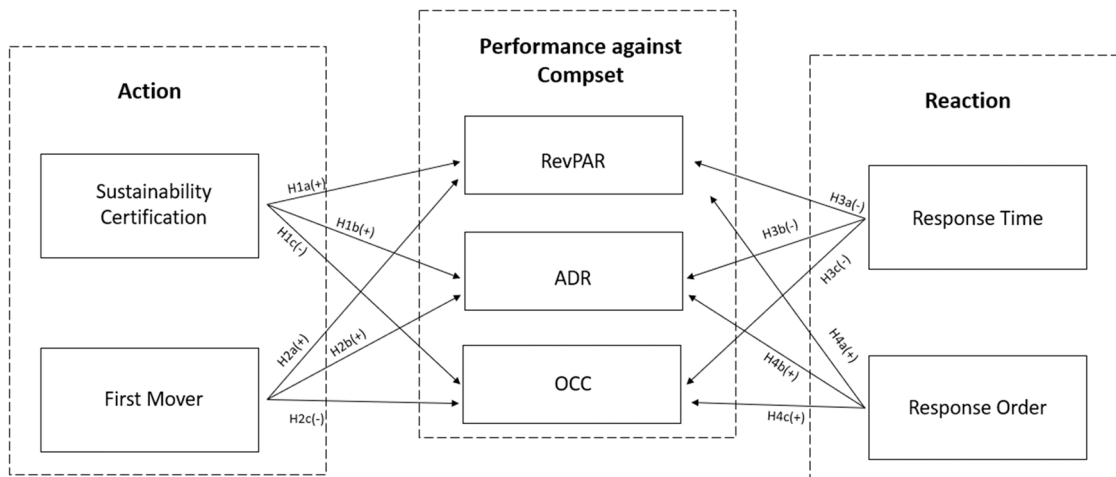 Action
Sustainability
Certification
First Mover
H1a(+)
H1b(+)
H1c(-)
H2a(+)
H2b(+)
H2c(-)
Performance against
Compset
RevPAR
ADR
OCC
H3a(-)
H3b(-)
H3c(-)
H4a(+)
H4b(+)
H4c(+)
Reaction
Response Time
Response Order